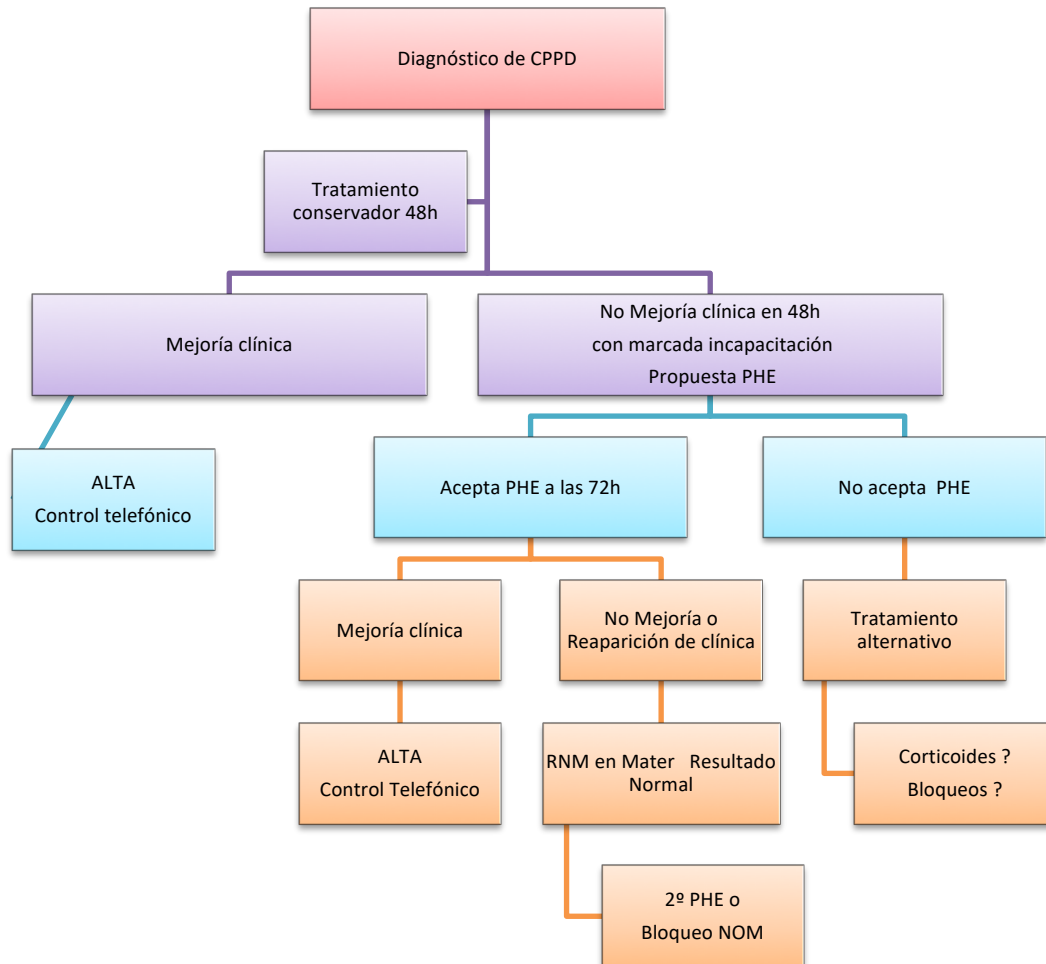 Diagnóstico de CPPD
Tratamiento
conservador 48h
Mejoría clínica
No Mejoría clínica en 48h
con marcada incapacitación
Propuesta PHE
ALTA
Control telefónico
Acepta PHE a las 72h
No acepta PHE
Mejoría clínica
No Mejoría o
Reaparición de clínica
Tratamiento
alternativo
ALTA
Control Telefónico
RNM en Mater Resultado
Normal
Corticoides ?
Bloqueos ?
2º PHE o
Bloqueo NOM